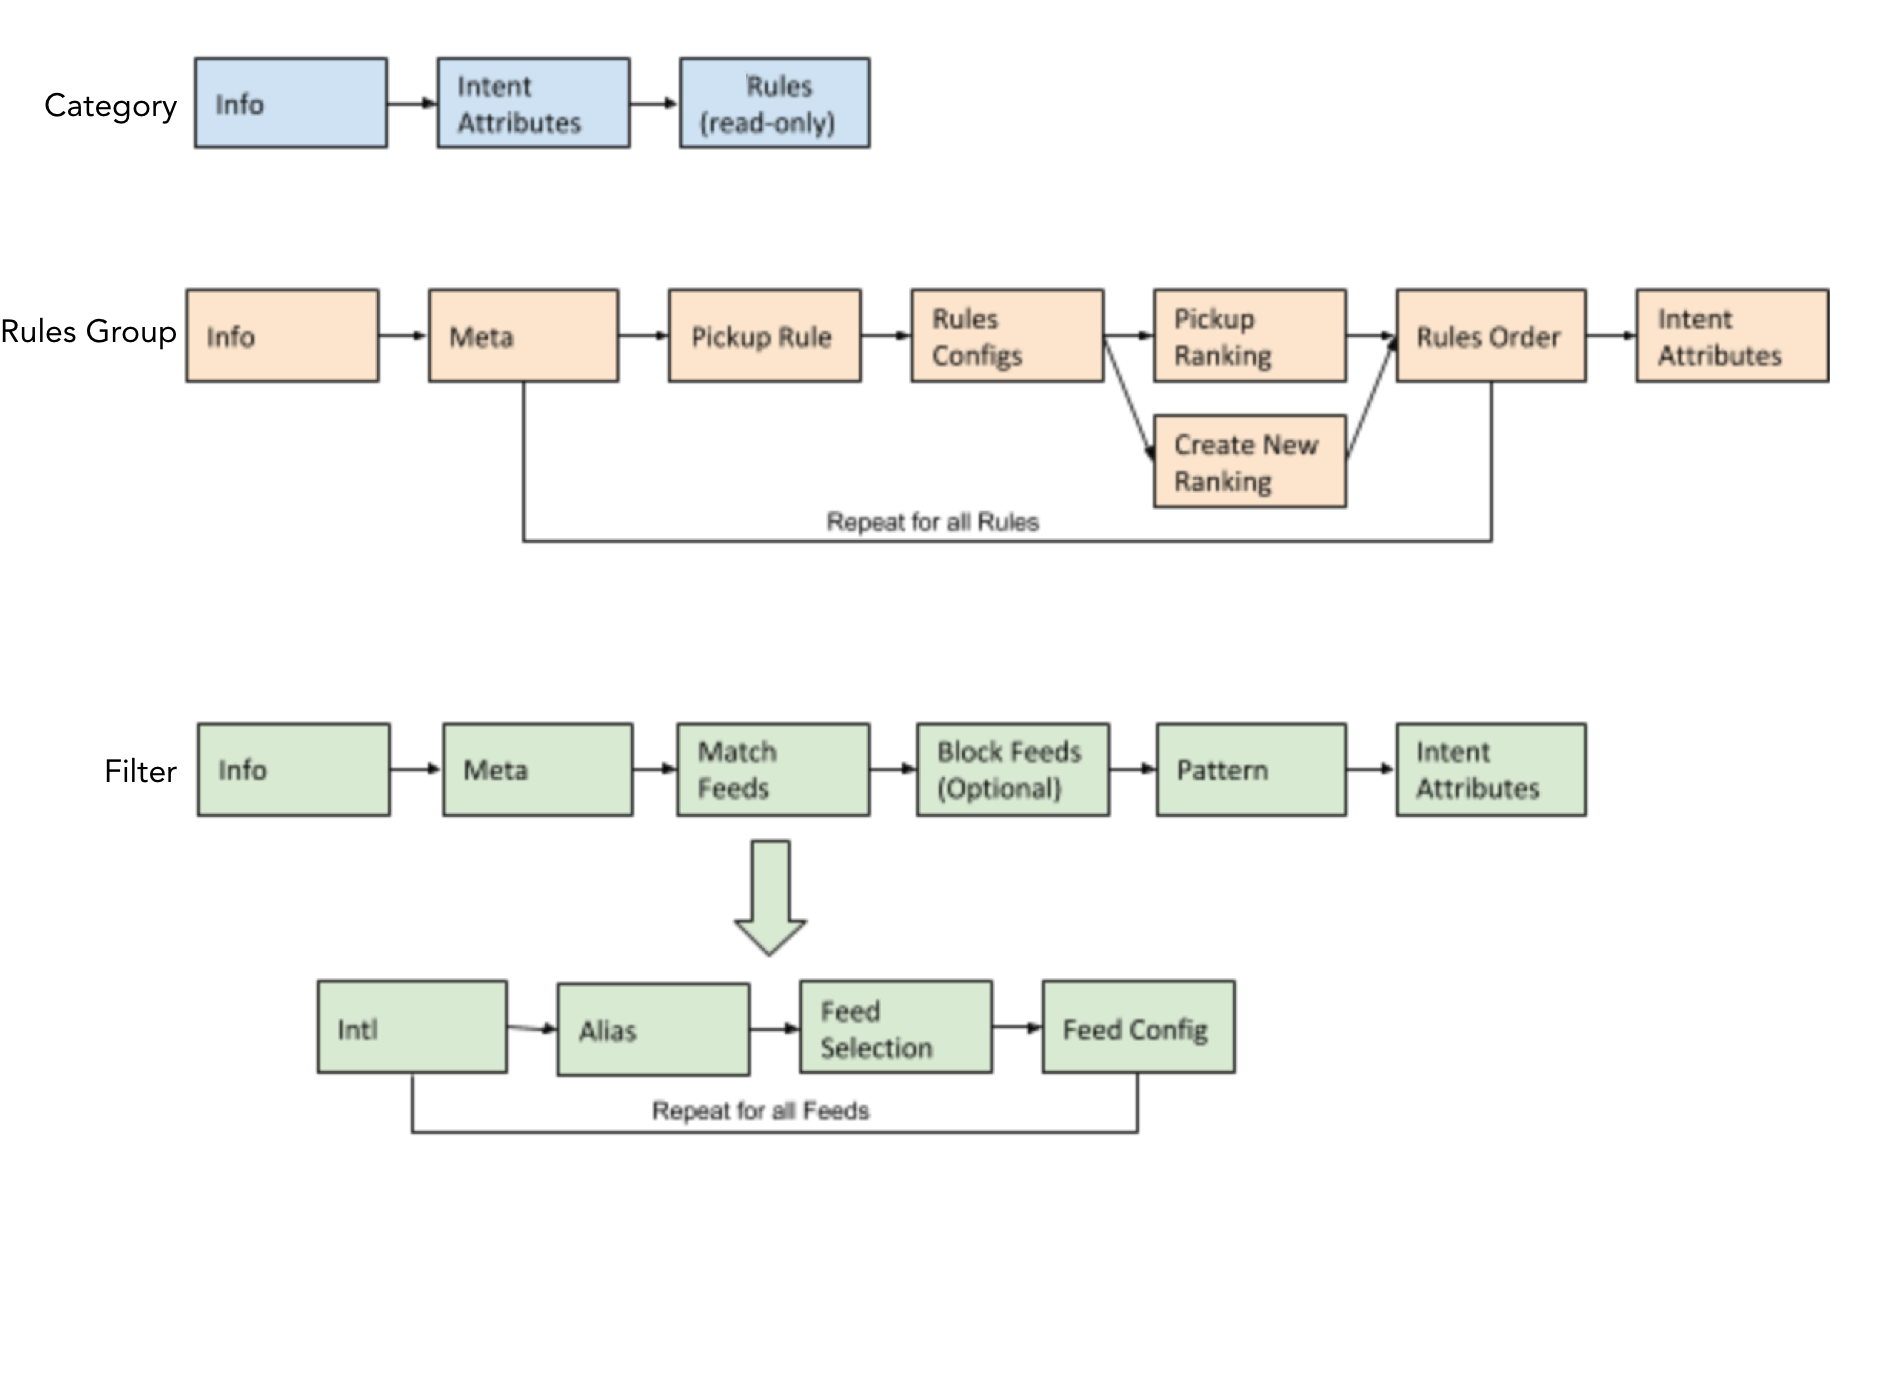 Category
Info
Intent
Attributes
Rules
(read-only)
Rules Group
Info
Meta
Pickup Rule
Rules
Configs
Pickup
Ranking
Rules Order
Intent
Attributes
Create New
Ranking
Repeat for all Rules
Filter
Info
Meta
Match
Feeds
Block Feeds
(Optional)
Pattern
Intent
Attributes
Intl
Alias
Feed
Selection
Feed Config
Repeat for all Feeds